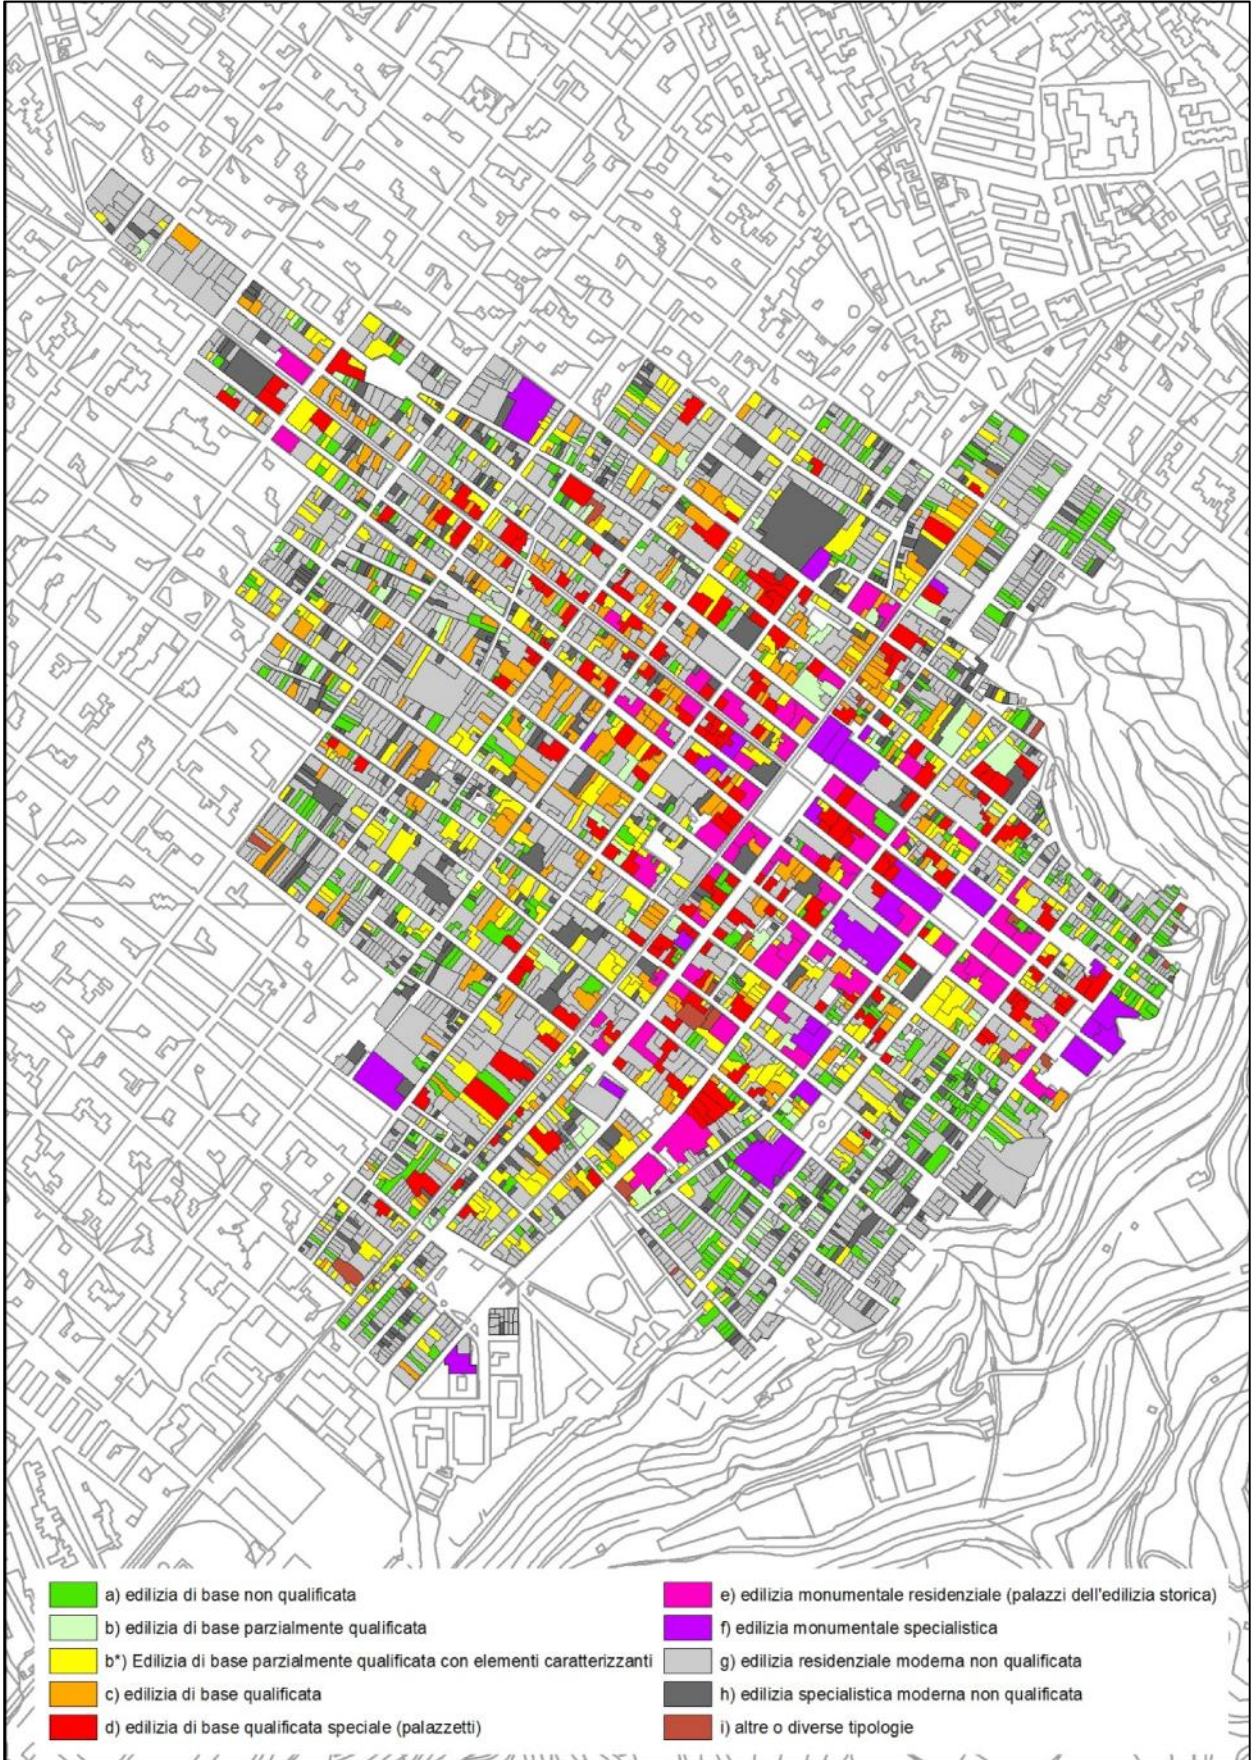 a) edilizia di base non qualificata
b) edilizia di base parzialmente qualificata
b*) Edilizia di base parzialmente qualificata con elementi caratterizzanti
c) edilizia di base qualificata
d) edilizia di base qualificata speciale (palazzetti)
e) edilizia monumentale residenziale (palazzi dell'edilizia storica)
f) edilizia monumentale specialistica
g) edilizia residenziale moderna non qualificata
h) edilizia specialistica moderna non qualificata
i) altre o diverse tipologie